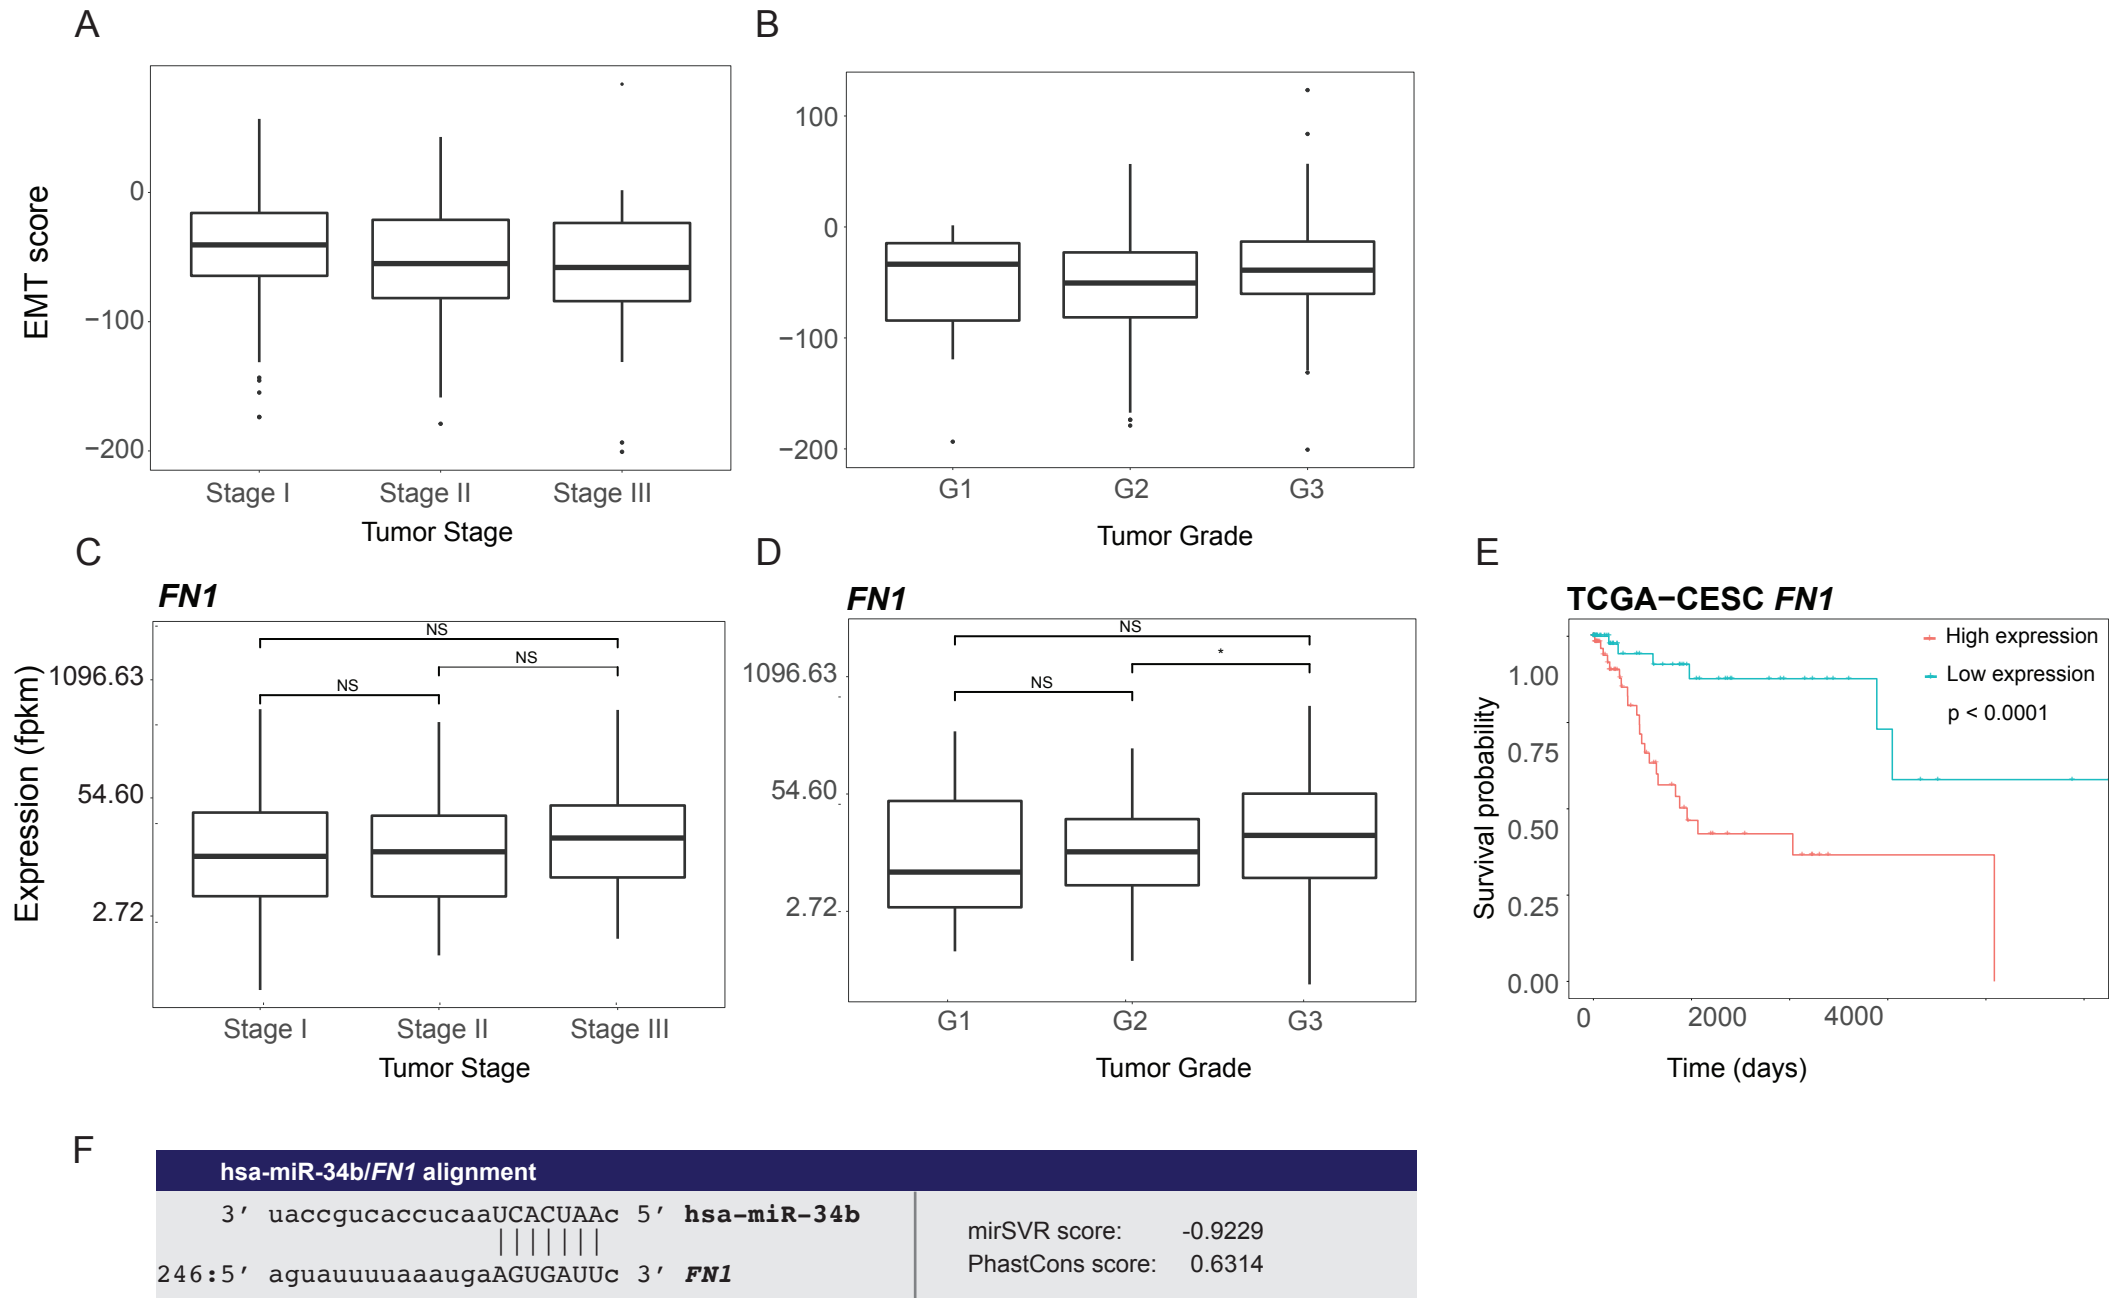 A
EMT score
0
−100
−200
Stage I
Stage II
Stage III
Tumor Stage
B
100
0
−100
−200
G1
G2
G3
Tumor Grade
C
FN1
Expression (fpkm)
1096.63
54.60
2.72
NS
NS
NS
Stage I
Stage II
Stage III
Tumor Stage
D
FN1
1096.63
54.60
2.72
NS
*
NS
G1
G2
G3
Tumor Grade
E
TCGA−CESC FN1
Survival probability
1.00
0.75
0.50
0.25
0.00
High expression
Low expression
p < 0.0001
0
2000
4000
Time (days)
F
hsa-miR-34b/FN1 alignment
3′ uaccgucaccucaaUCACUAAc 5′ hsa-miR-34b
|||||||
246:5′ aguauuuuaaaugaAGUGAUUc 3′ FN1
mirSVR score: -0.9229
PhastCons score: 0.6314